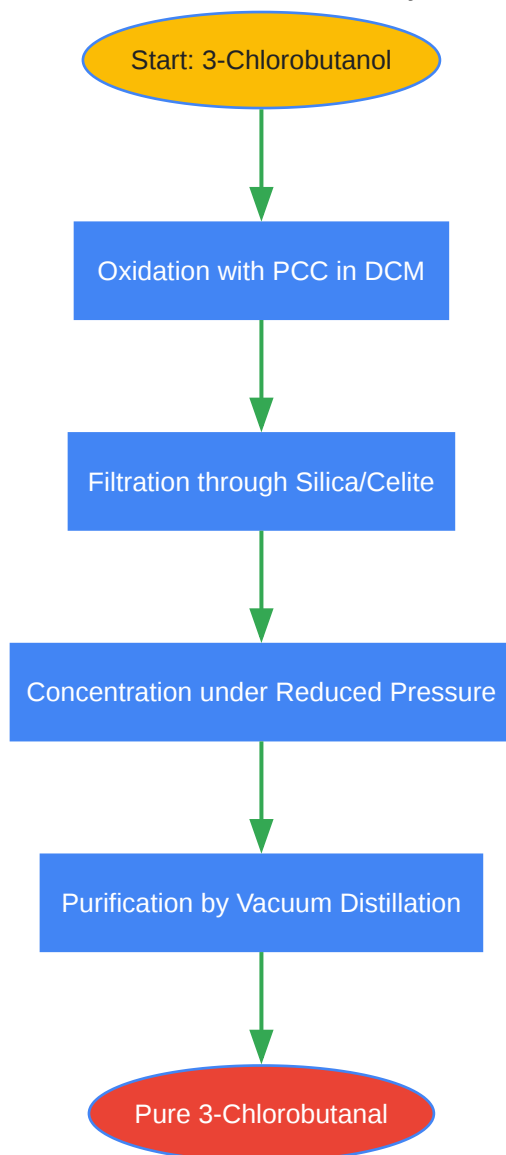 Start: 3-Chlorobutanol
Oxidation with PCC in DCM
Filtration through Silica/Celite
Concentration under Reduced Pressure
Purification by Vacuum Distillation
Pure 3-Chlorobutanal